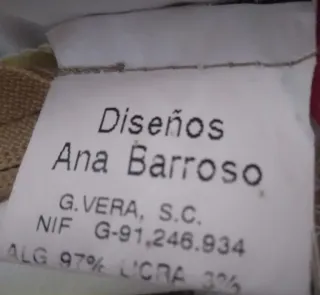 Diseños
Ana Barroso
G.VERA, S.C.
NIF G-91,246.934
ALG 97% LICRA 3%